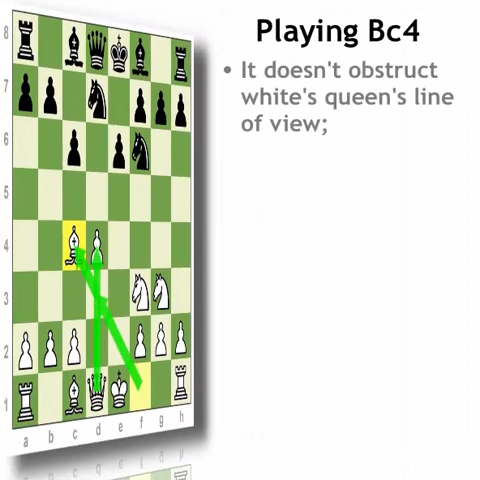 Playing Bc4
• It doesn't obstruct
white's queen's line
of view;
8
7
6
5
4
3
2
1
a b c d e f g h